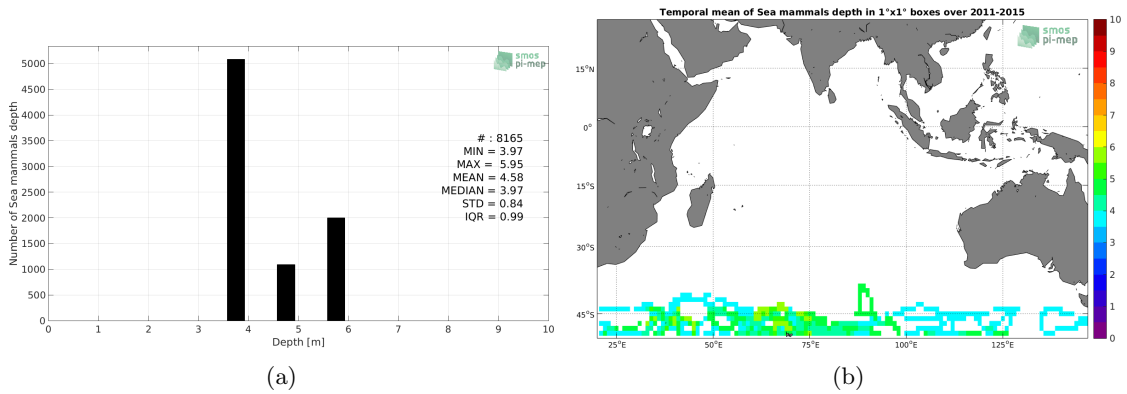 smos
pi-mep
Number of Sea mammals depth
5000
4500
4000
3500
3000
2500
2000
1500
1000
500
0
# : 8165
MIN = 3.97
MAX = 5.95
MEAN = 4.58
MEDIAN = 3.97
STD = 0.84
IQR = 0.99
0 1 2 3 4 5 6 7 8 9 10
Depth [m]
(a)
Temporal mean of Sea mammals depth in 1°x1° boxes over 2011-2015
smos
pi-mep
15°N
0°
15°S
30°S
45°S
25°E 50°E 75°E 100°E 125°E
10
9
8
7
6
5
4
3
2
1
0
(b)